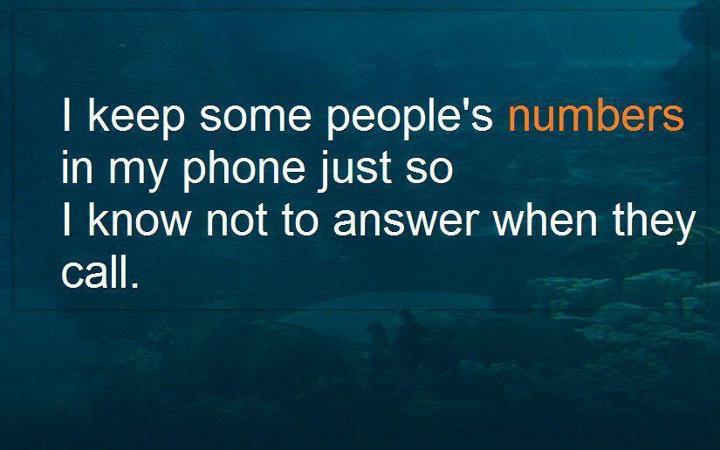 I keep some people's numbers
in my phone just so
I know not to answer when they
call.